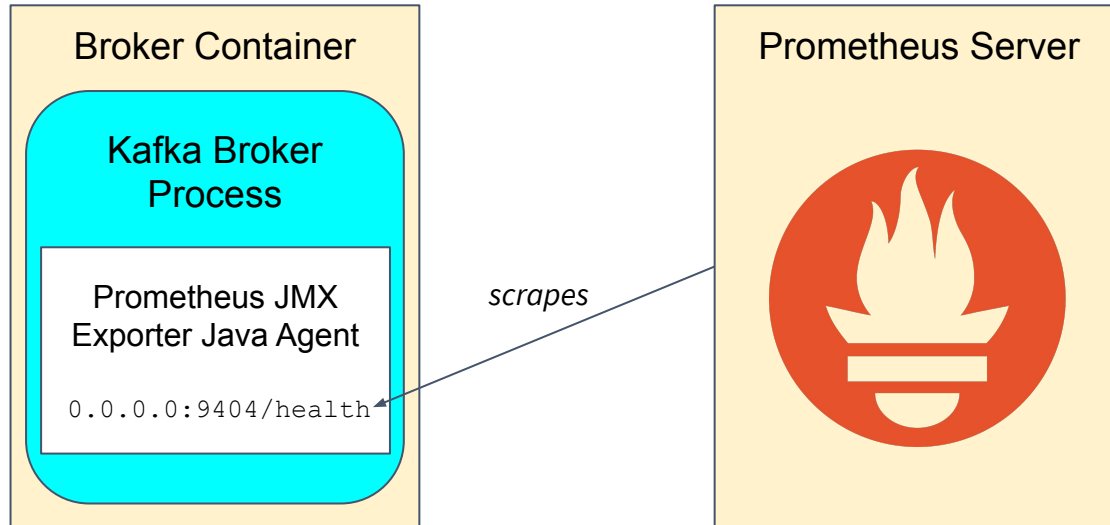 Broker Container
Kafka Broker
Process
Prometheus JMX
Exporter Java Agent
0.0.0.0:9404/health
scrapes
Prometheus Server